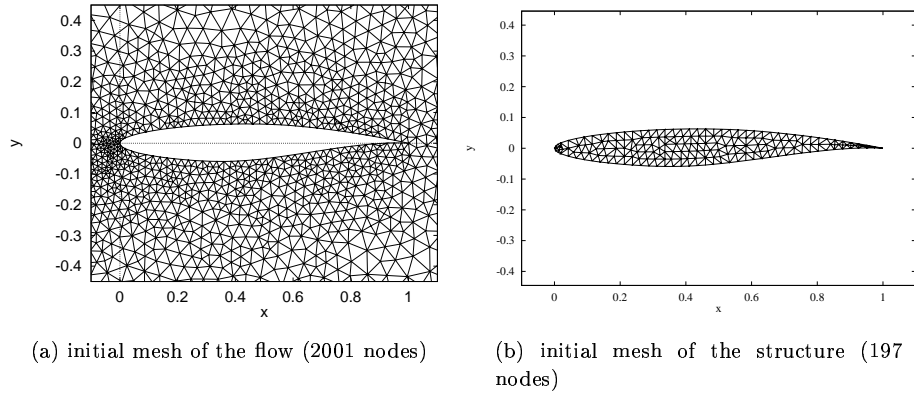 0.4
0.3
0.2
0.1
0
-0.1
-0.2
-0.3
-0.4
y
0 0.2 0.4 0.6 0.8 1
x
(a) initial mesh of the flow (2001 nodes)
0.4
0.3
0.2
0.1
0
-0.1
-0.2
-0.3
-0.4
y
0 0.2 0.4 0.6 0.8 1
x
(b) initial mesh of the structure (197
nodes)